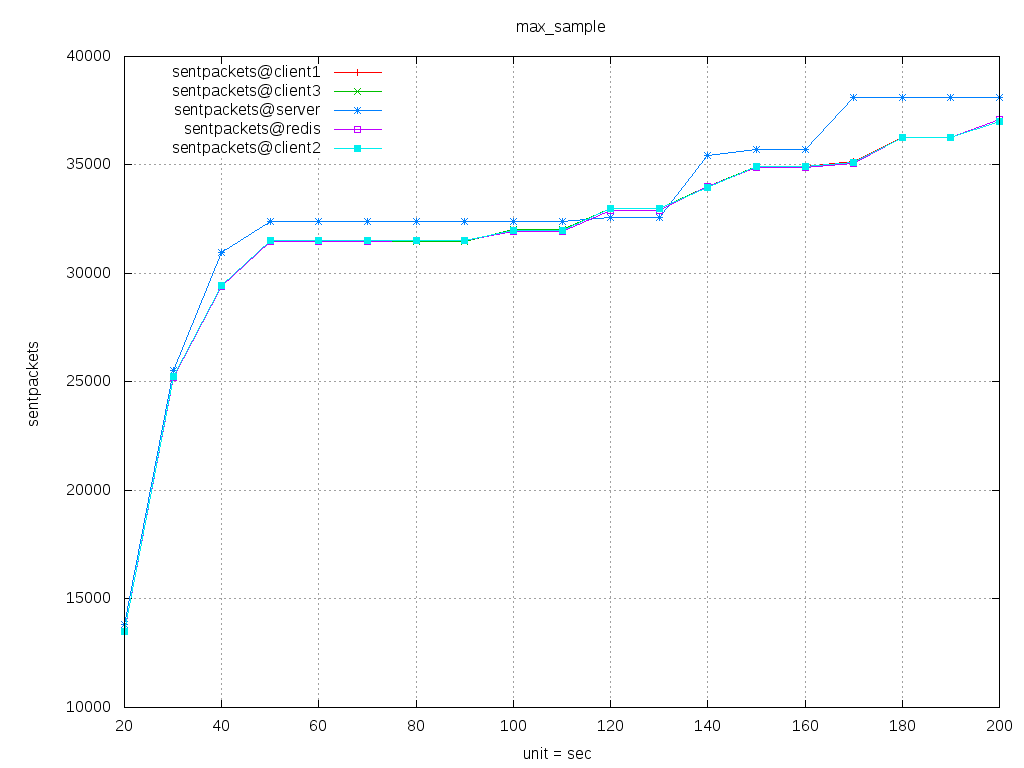 max_sample
40000
35000
30000
25000
20000
15000
10000
sentpackets
sentpackets@client1
sentpackets@client3
sentpackets@server
sentpackets@redis
sentpackets@client2
20 40 60 80 100 120 140 160 180 200
unit = sec